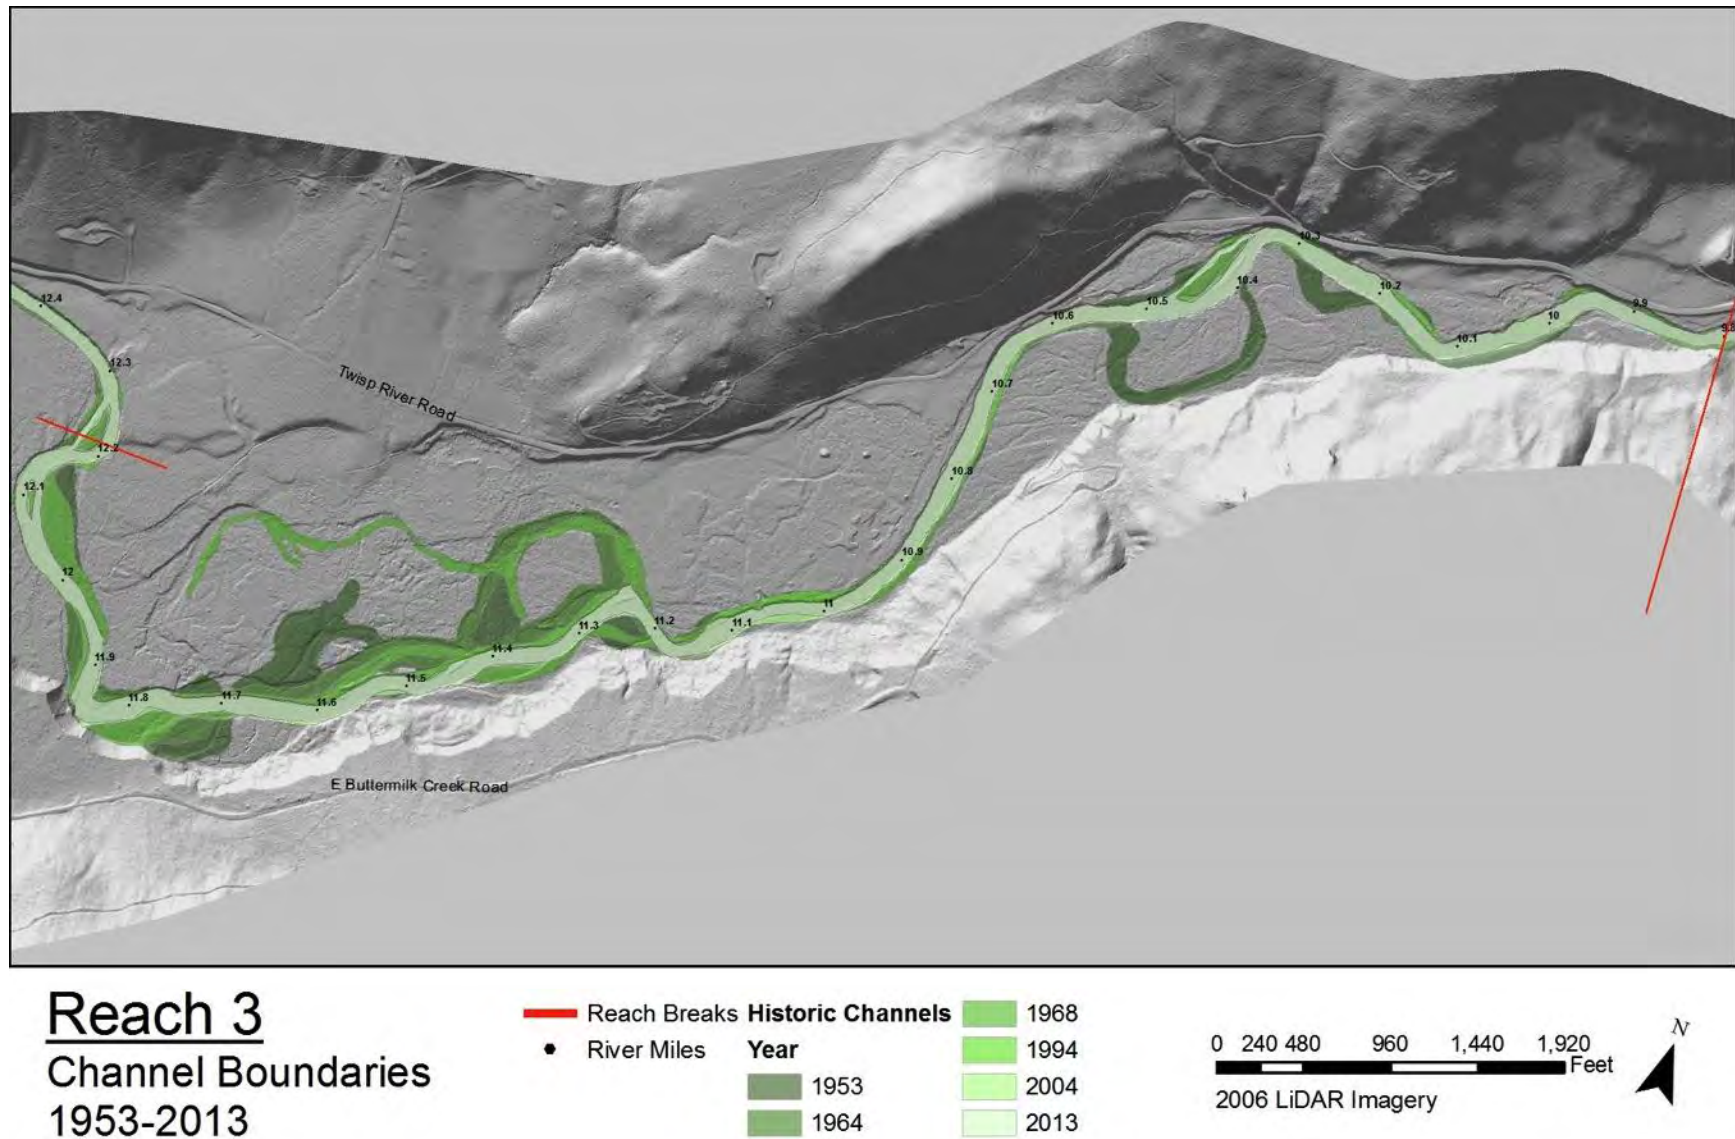 12.4
12.3
12.2
12.1
12
11.9
11.8
11.7
11.6
11.5
11.4
11.3
11.2
11.1
11
10.9
10.8
10.7
10.6
10.5
10.4
10.3
10.2
10.1
10
9.9
9.8
Twisp River Road
E Buttermilk Creek Road
Reach 3
Channel Boundaries
1953-2013
Reach Breaks
River Miles
Historic Channels
Year
1953
1964
1968
1994
2004
2013
0 240 480 960 1,440 1,920
Feet
2006 LiDAR Imagery
N